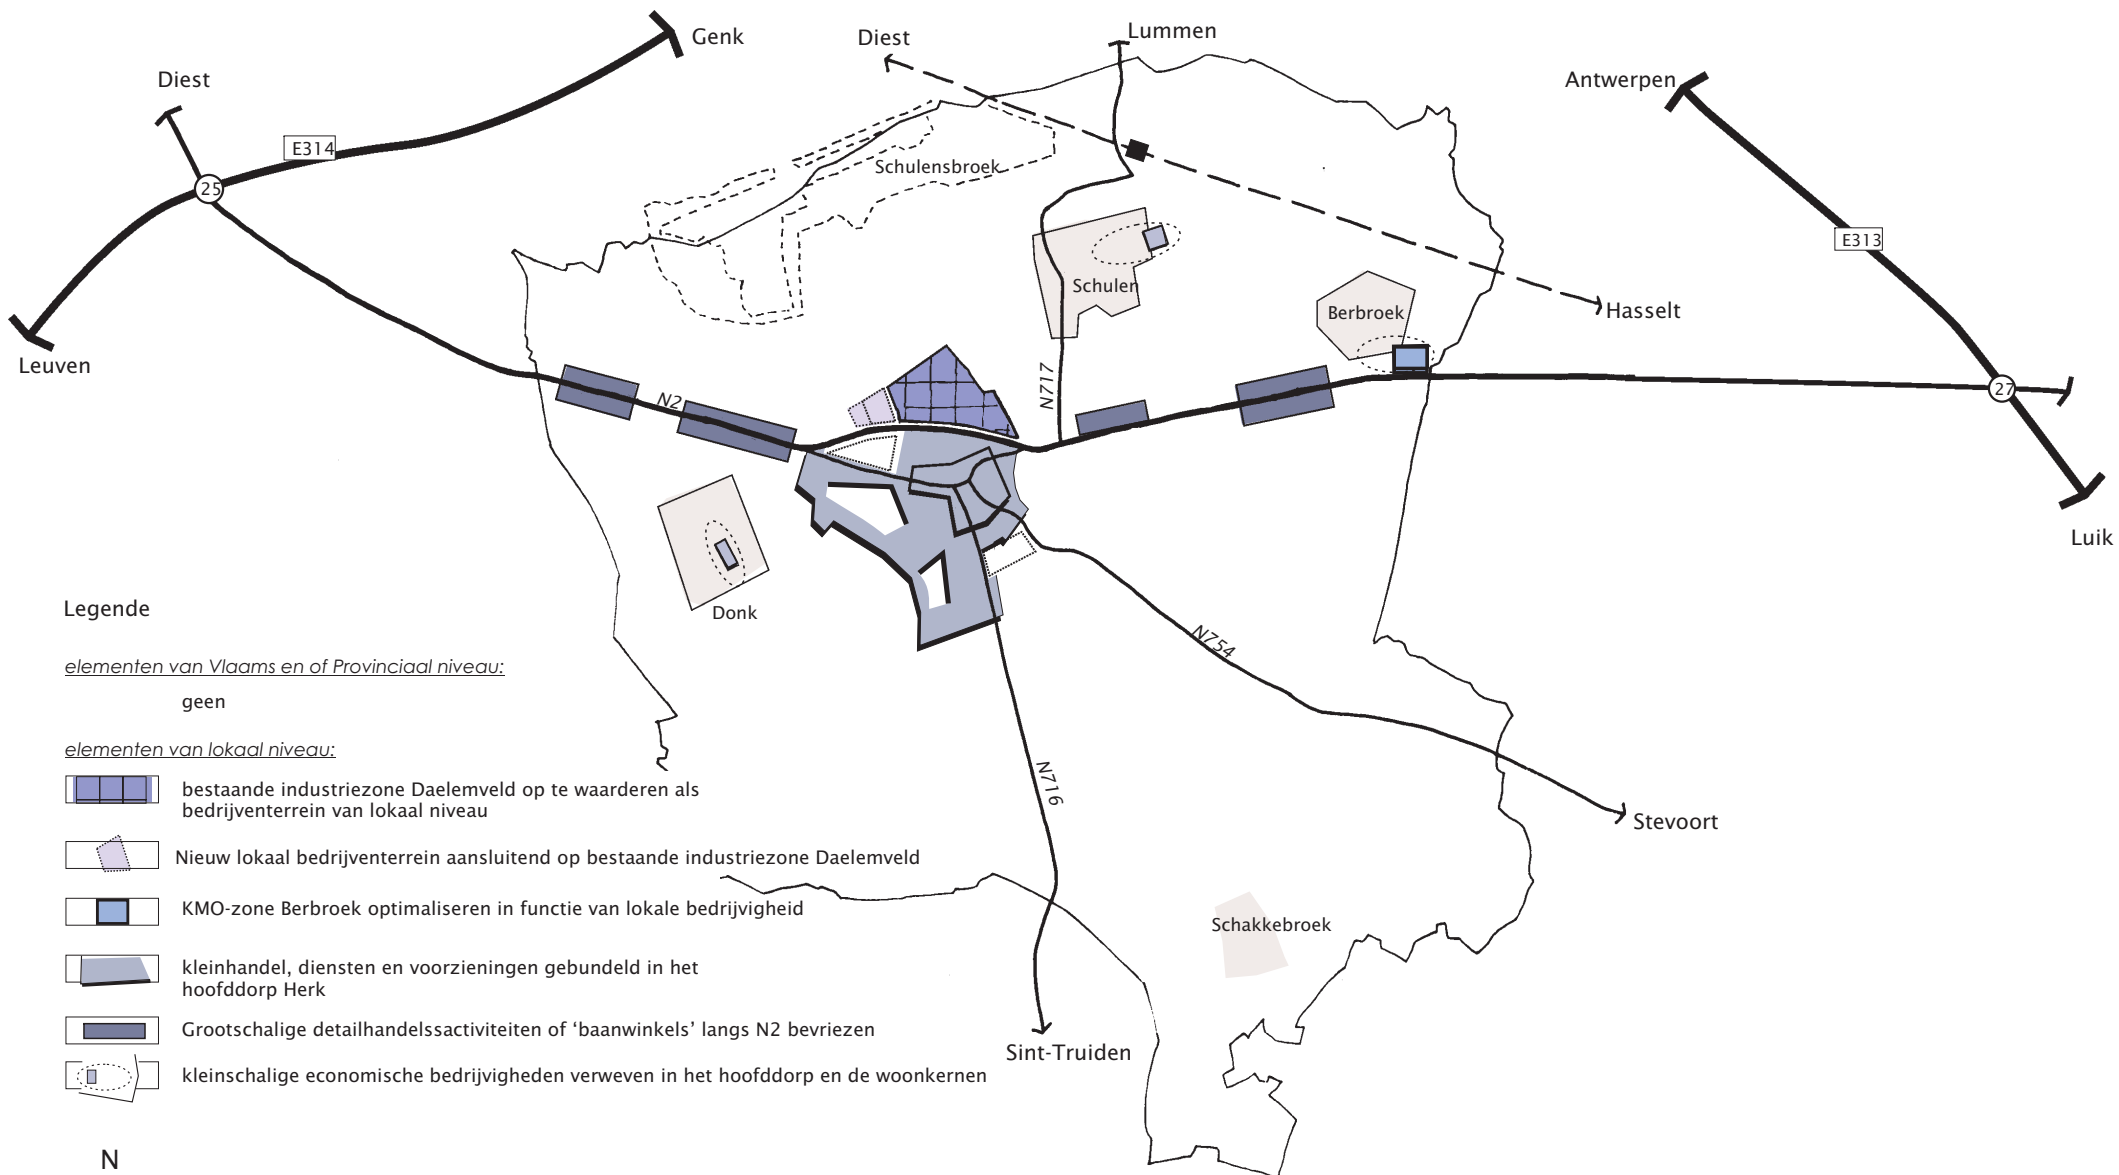 Genk
Diest
Lummen
Diest
Antwerpen
E314
Schulensbroek
25
E313
Schulen
Berbroek
Hasselt
Leuven
N717
N2
27
Luik
Donk
N754
N716
Stevoort
Schakkebroek
Sint-Truiden
Legende
elementen van Vlaams en of Provinciaal niveau:
geen
elementen van lokaal niveau:
bestaande industriezone Daelemveld op te waarderen als
bedrijventerrein van lokaal niveau
Nieuw lokaal bedrijventerrein aansluitend op bestaande industriezone Daelemveld
KMO-zone Berbroek optimaliseren in functie van lokale bedrijvigheid
kleinhandel, diensten en voorzieningen gebundeld in het
hoofddorp Herk
Grootschalige detailhandelssactiviteiten of ‘baanwinkels’ langs N2 bevriezen
kleinschalige economische bedrijvigheden verweven in het hoofddorp en de woonkernen
N